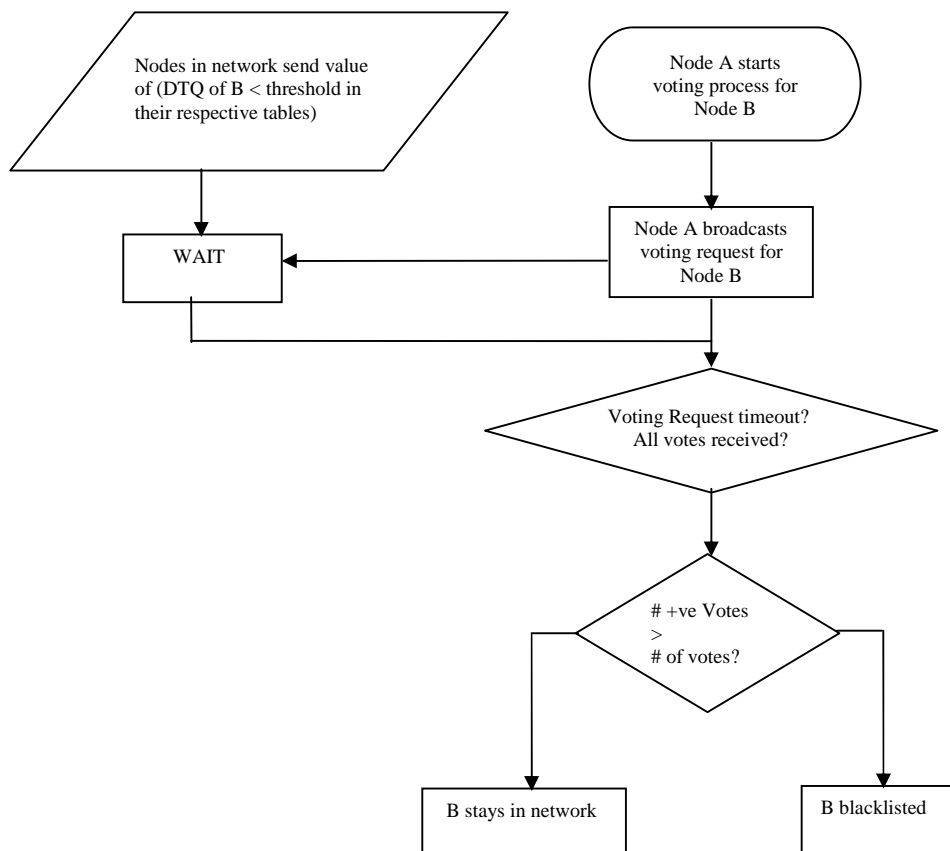 Nodes in network send value
of (DTQ of B < threshold in
their respective tables)
Node A starts
voting process for
Node B
WAIT
Node A broadcasts
voting request for
Node B
Voting Request timeout?
All votes received?
# +ve Votes
>
# of votes?
B stays in network
B blacklisted